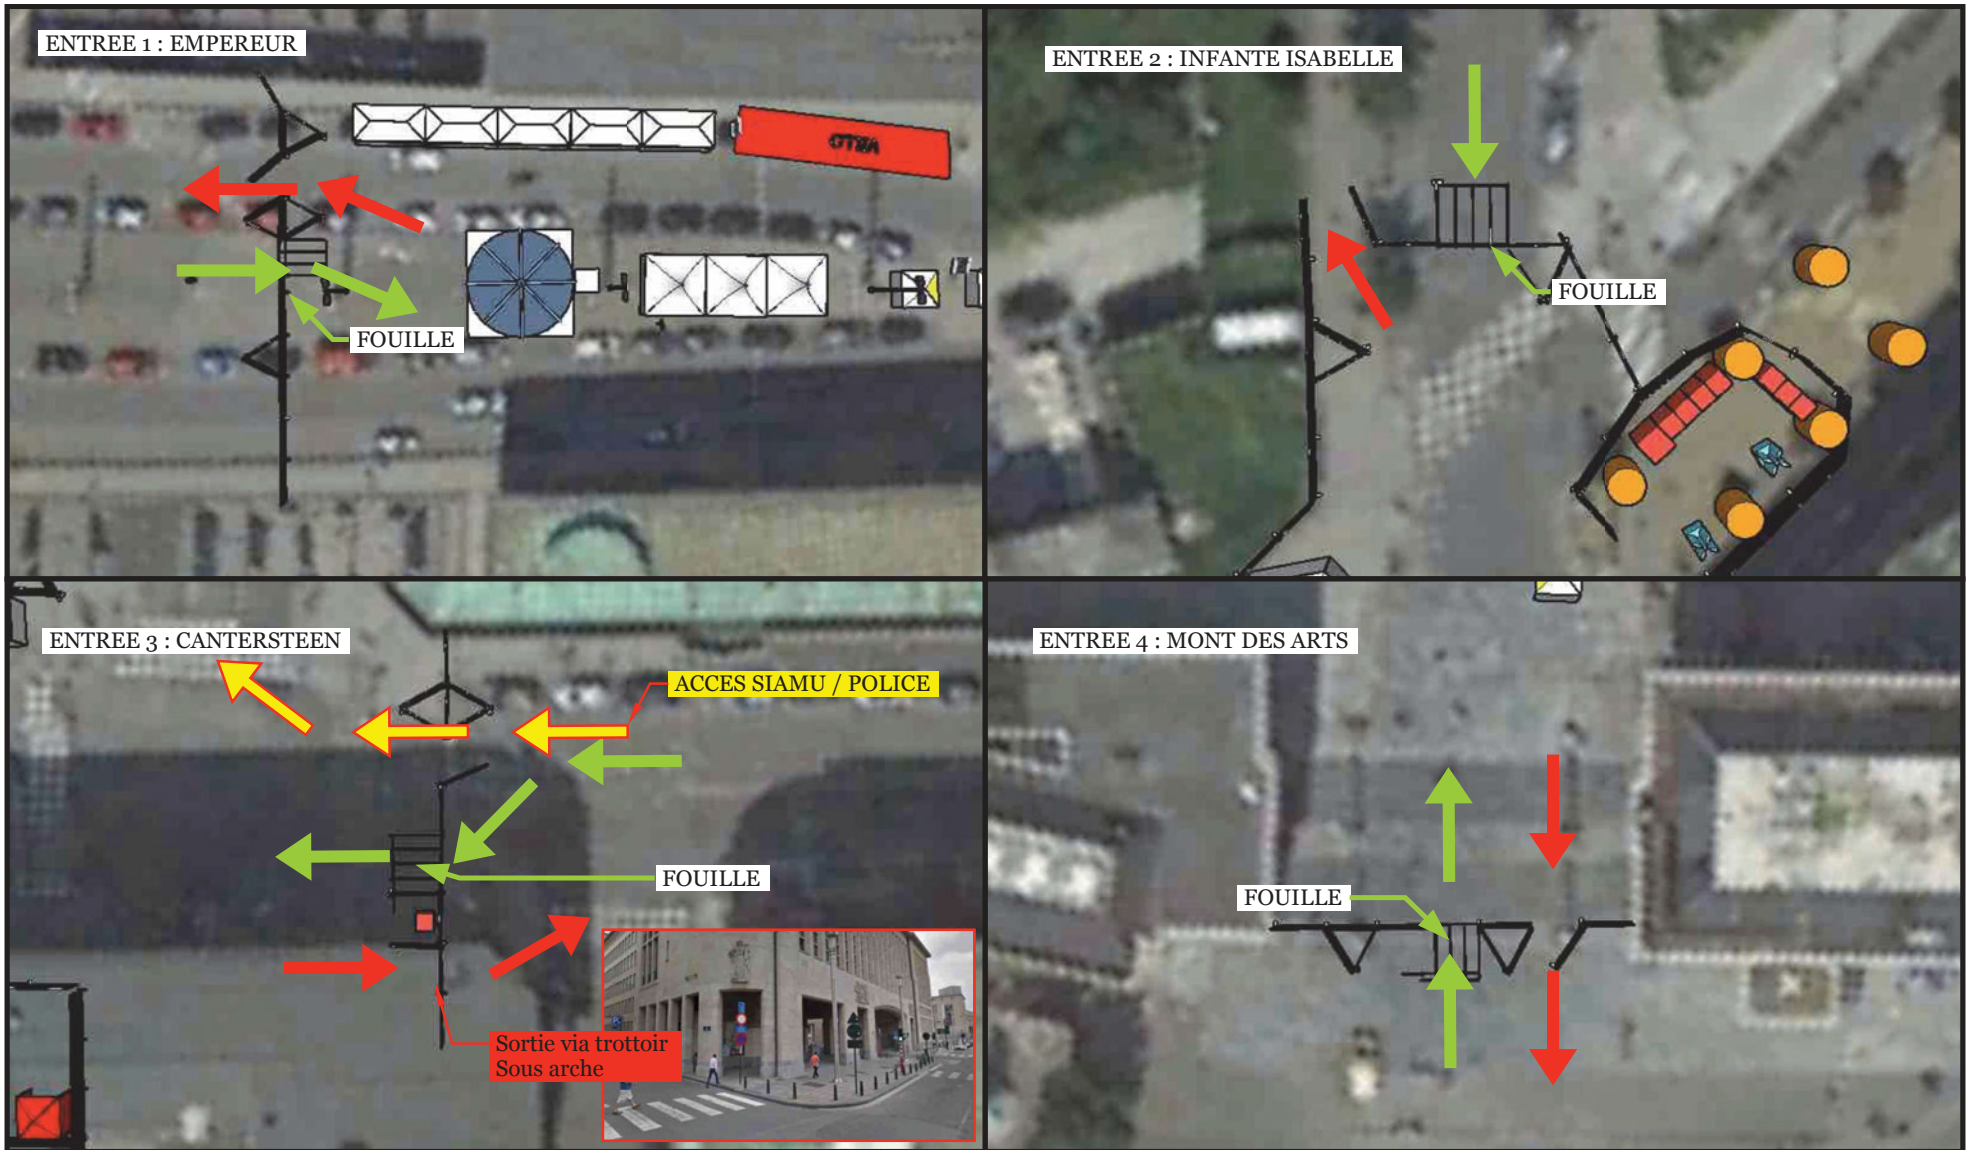 ENTREE 1 : EMPEREUR
FOUILLE
ENTREE 2 : INFANTE ISABELLE
FOUILLE
ENTREE 3 : CANTERSTEEN
ACCES SIAMU / POLICE
FOUILLE
Sortie via trottoir
Sous arche
ENTREE 4 : MONT DES ARTS
FOUILLE